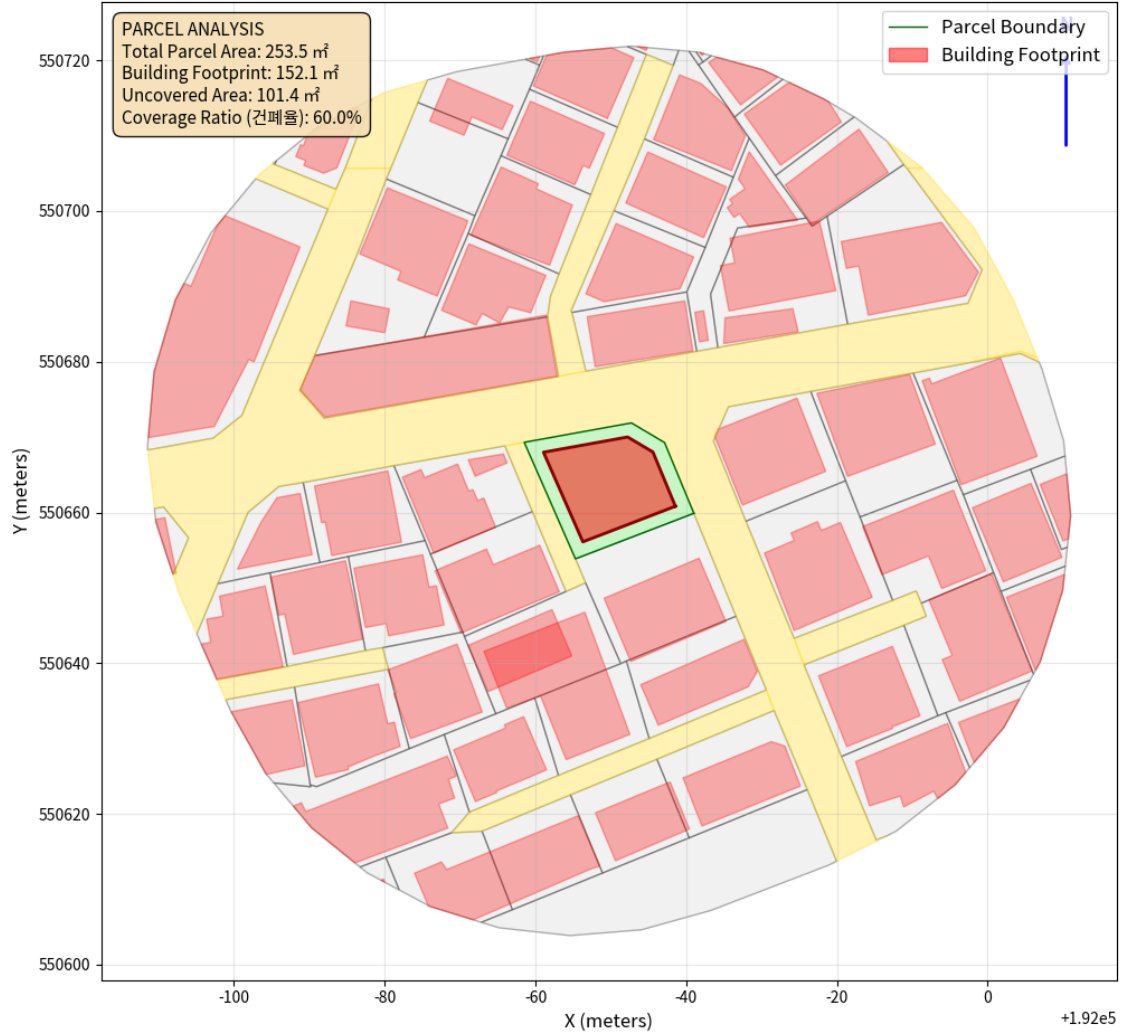 PARCEL ANALYSIS
Total Parcel Area: 253.5 ㎡
Building Footprint: 152.1 ㎡
Uncovered Area: 101.4 ㎡
Coverage Ratio (건폐율): 60.0%
Parcel Boundary
Building Footprint
N
550720
550700
550680
550660
550640
550620
550600
Y (meters)
-100
-80
-60
-40
-20
0
X (meters)
+1.92e5